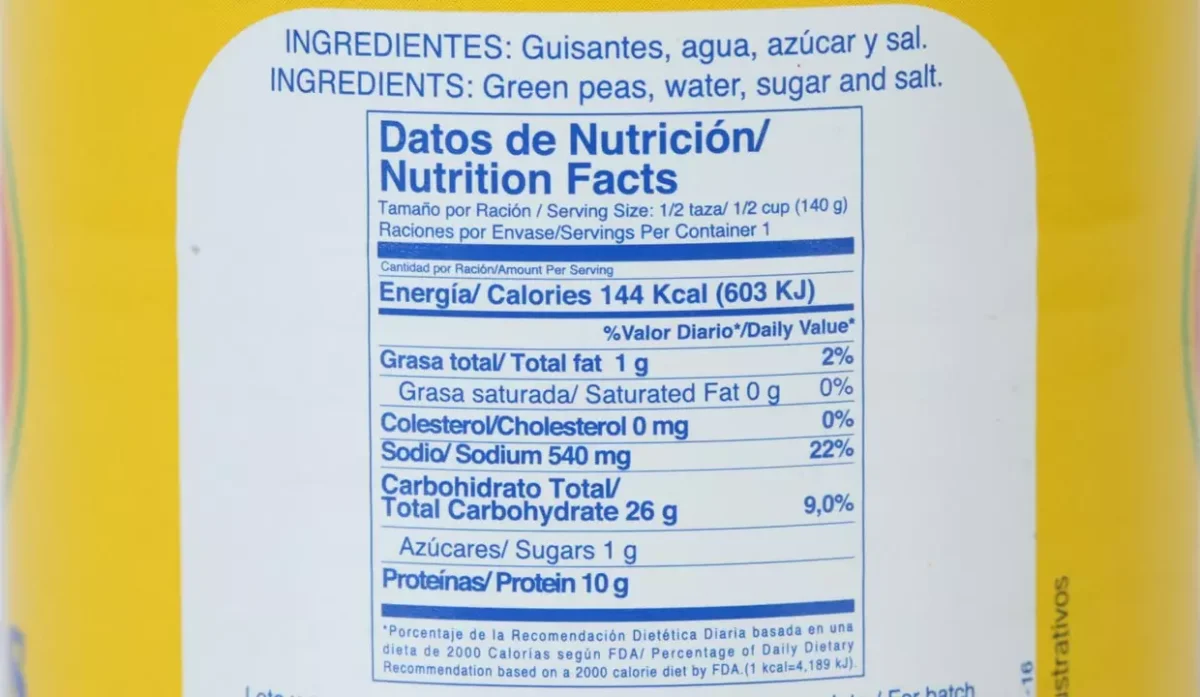 INGREDIENTES: Guisantes, agua, azúcar y sal.
INGREDIENTS: Green peas, water, sugar and salt.
Datos de Nutrición/
Nutrition Facts
Tamaño por Ración / Serving Size: 1/2 taza/ 1/2 cup (140 g)
Raciones por Envase/Servings Per Container 1
Cantidad por Ración/Amount Per Serving
Energía/ Calories 144 Kcal (603 KJ)
%Valor Diario*/Daily Value*
Grasa total/ Total fat 1 g 2%
Grasa saturada/ Saturated Fat 0 g 0%
Colesterol/Cholesterol 0 mg 0%
Sodio/ Sodium 540 mg 22%
Carbohidrato Total/
Total Carbohydrate 26 g 9,0%
Azúcares/ Sugars 1 g
Proteínas/ Protein 10 g
*Porcentaje de la Recomendación Dietética Diaria basada en una
dieta de 2000 Calorías según FDA/ Percentage of Daily Dietary
Recommendation based on a 2000 calorie diet by FDA.(1 kcal=4,189 kJ).
For batch
-16
strativos